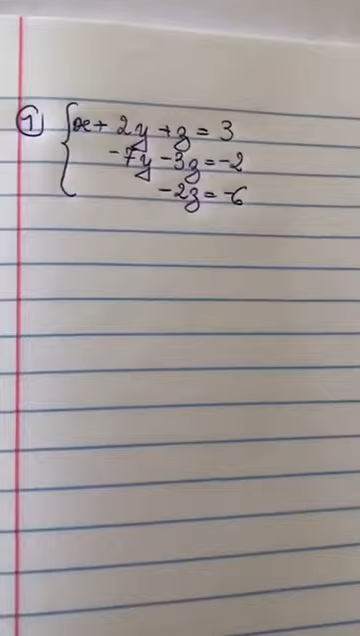 ① x + 2y + z = 3
-7y - 3z = -2
-2z = -6